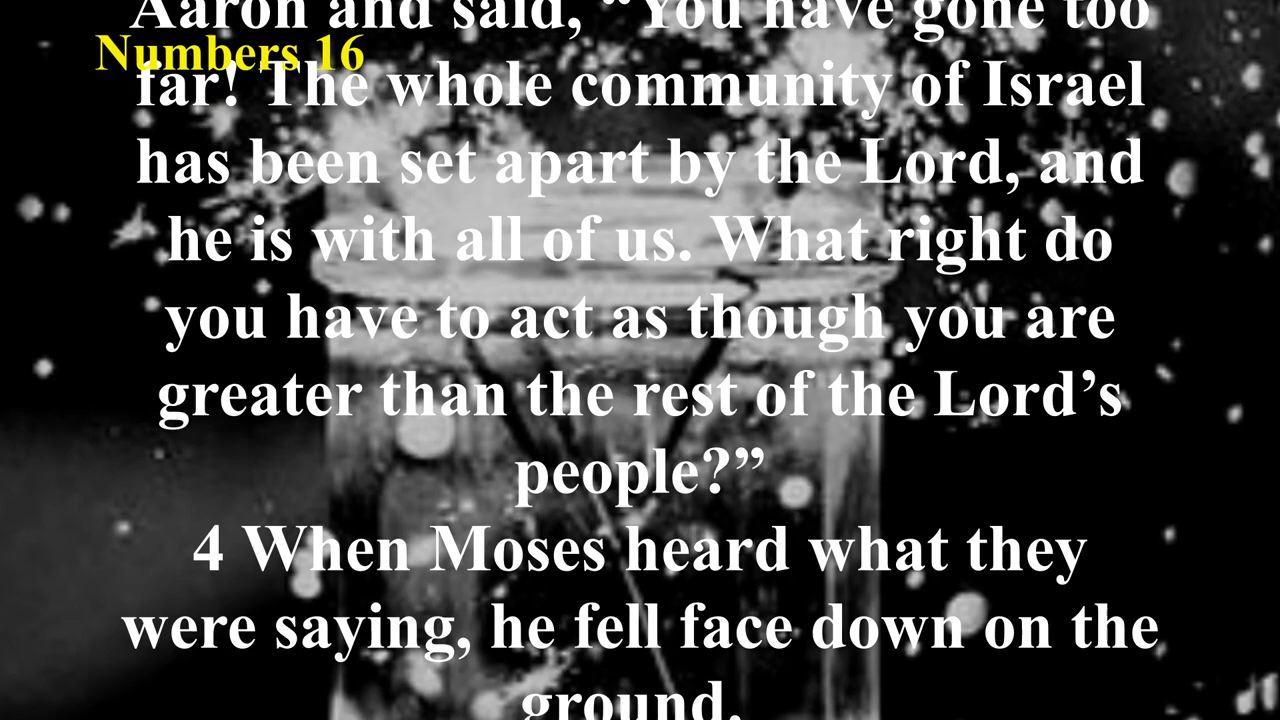 Aaron and said, “You have gone too
Numbers 16
far! The whole community of Israel
has been set apart by the Lord, and
he is with all of us. What right do
you have to act as though you are
greater than the rest of the Lord’s
people?”
4 When Moses heard what they
were saying, he fell face down on the
ground.